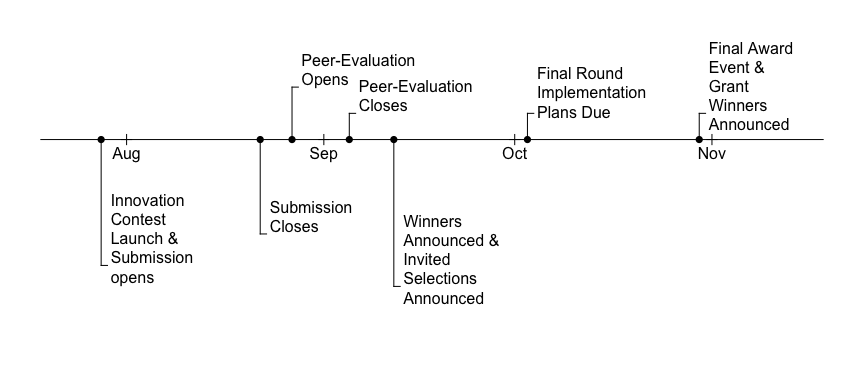 Peer-Evaluation
Opens
Peer-Evaluation
Closes
Final Round
Implementation
Plans Due
Final Award
Event &
Grant
Winners
Announced
Aug
Sep
Oct
Nov
Innovation
Contest
Launch &
Submission
opens
Submission
Closes
Winners
Announced &
Invited
Selections
Announced